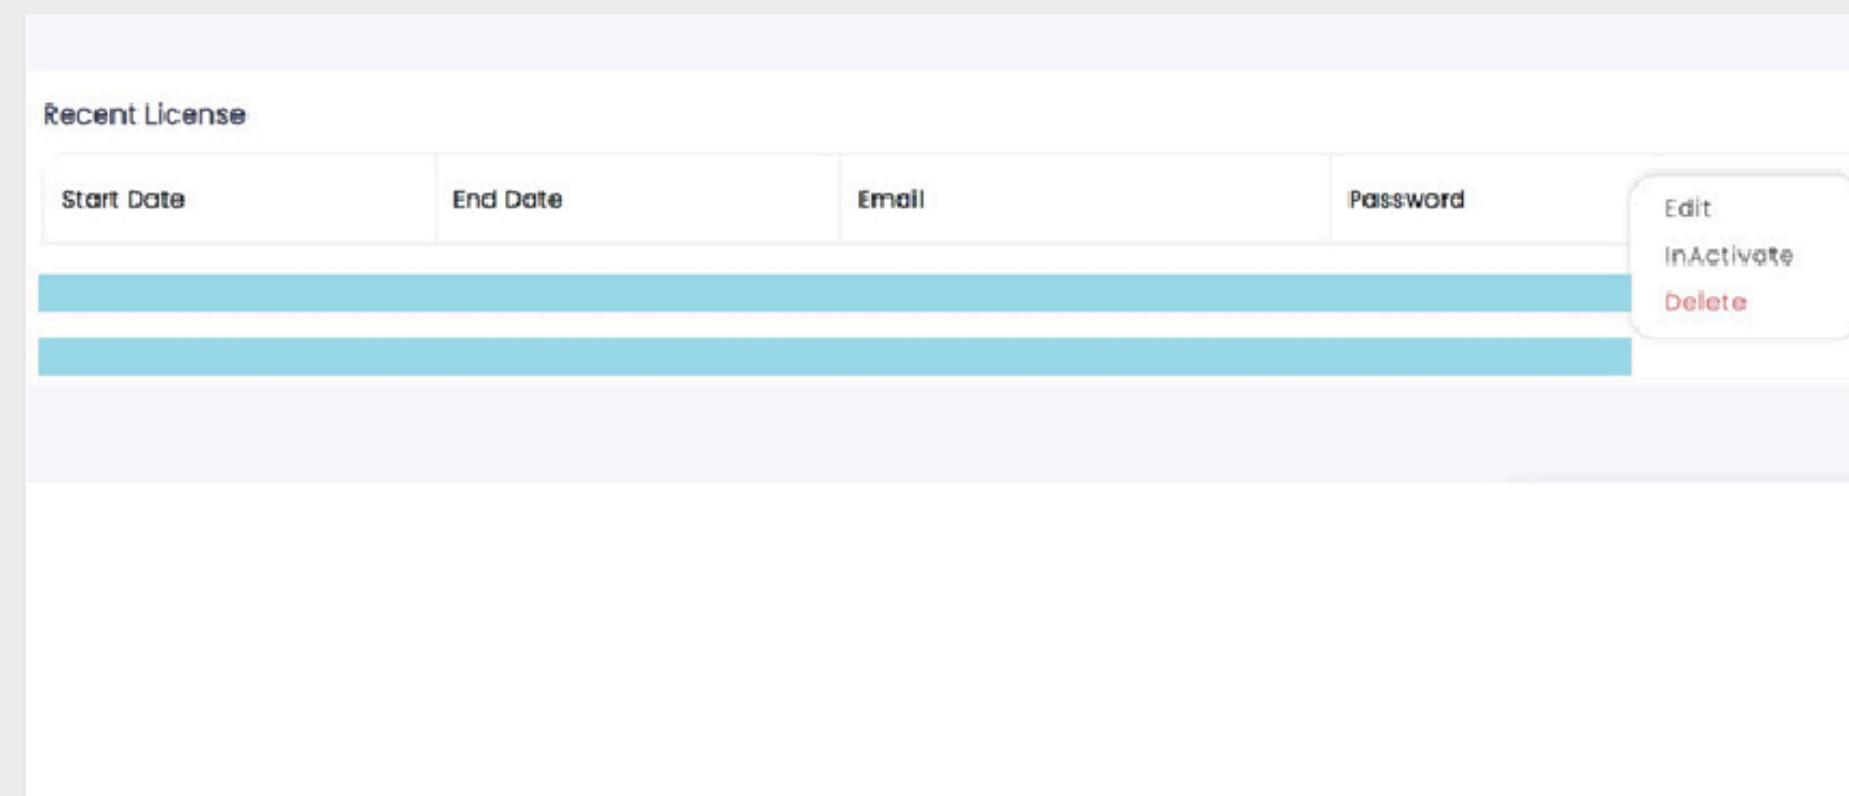 Recent License
Start Date End Date Email Password
Edit
InActivate
Delete